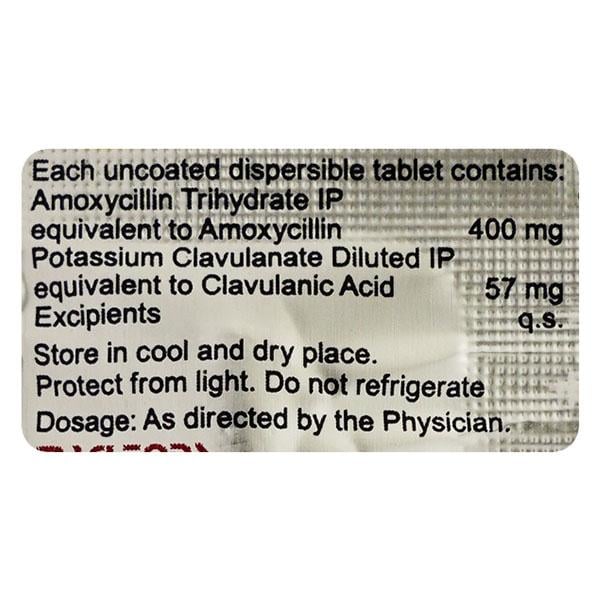 Each uncoated dispersible tablet contains:
Amoxycillin Trihydrate IP
equivalent to Amoxycillin 400 mg
Potassium Clavulanate Diluted IP
equivalent to Clavulanic Acid 57 mg
Excipients q.s.
Store in cool and dry place.
Protect from light. Do not refrigerate
Dosage: As directed by the Physician.